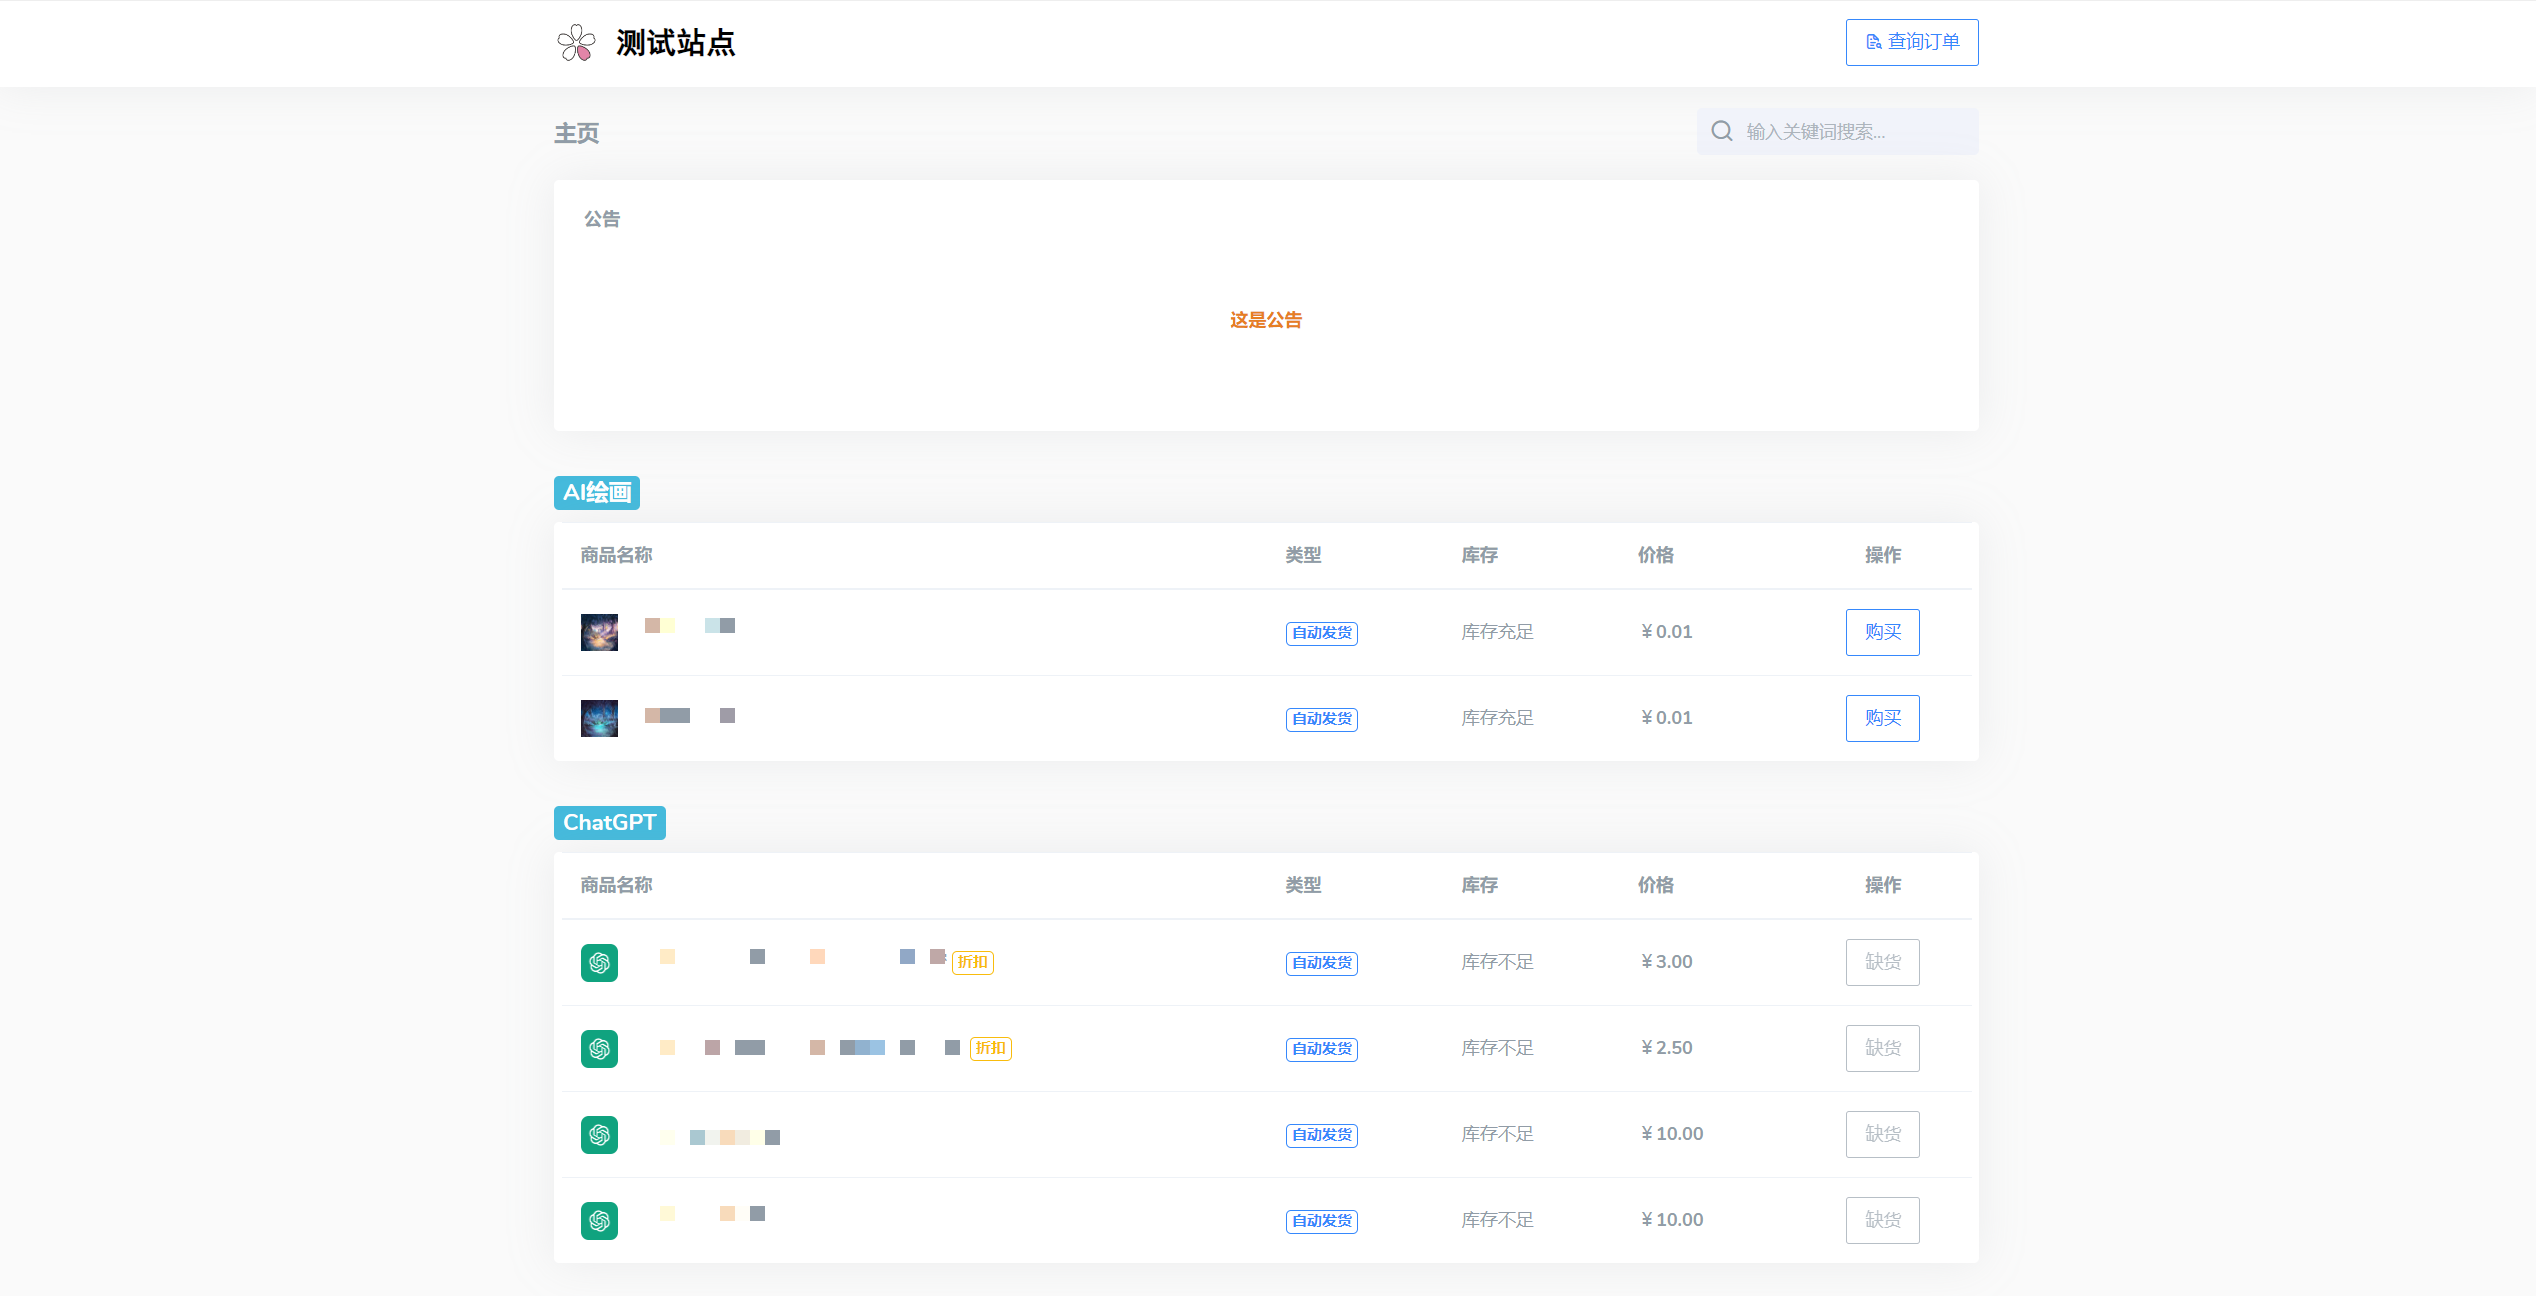 测试站点
查询订单
主页
输入关键词搜索...
公告
这是公告
AI绘画
商品名称 类型 库存 价格 操作
自动发货 库存充足 ¥0.01 购买
自动发货 库存充足 ¥0.01 购买
ChatGPT
商品名称 类型 库存 价格 操作
折扣 自动发货 库存不足 ¥3.00 缺货
折扣 自动发货 库存不足 ¥2.50 缺货
自动发货 库存不足 ¥10.00 缺货
自动发货 库存不足 ¥10.00 缺货